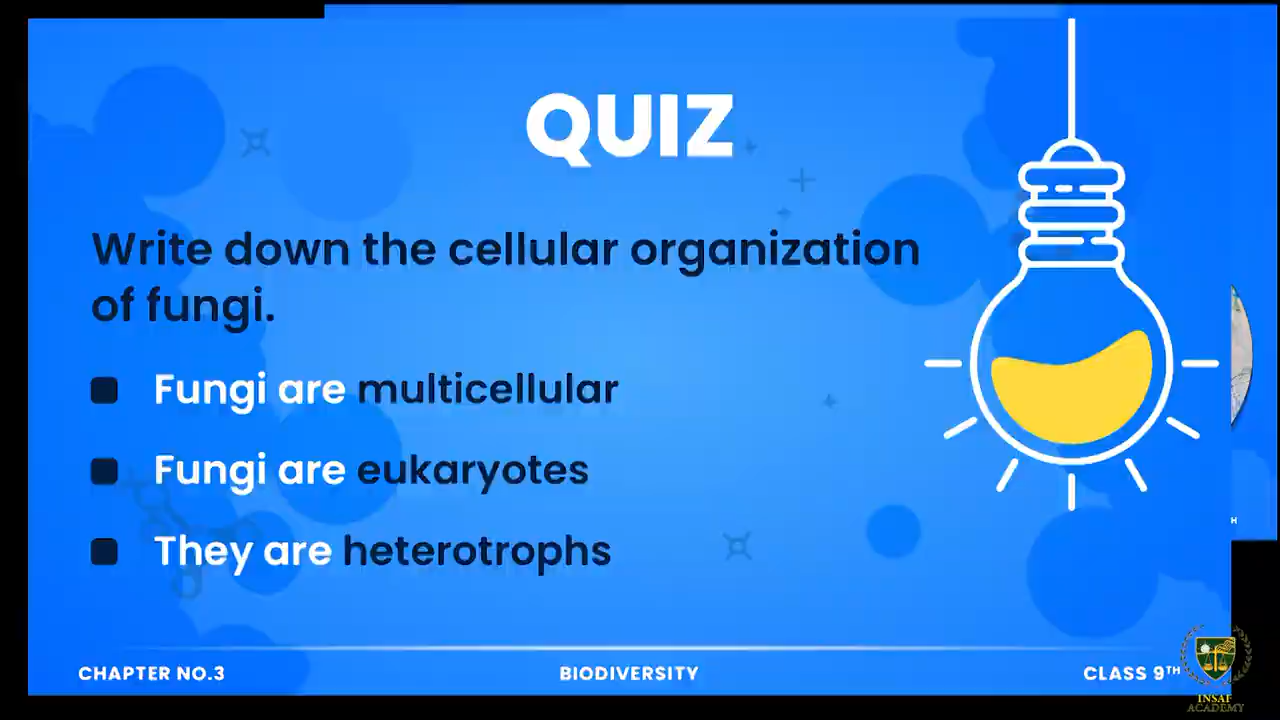 QUIZ
Write down the cellular organization
of fungi.
Fungi are multicellular
Fungi are eukaryotes
They are heterotrophs
CHAPTER NO.3
BIODIVERSITY
CLASS 9TH
H
INSAF
ACADEMY